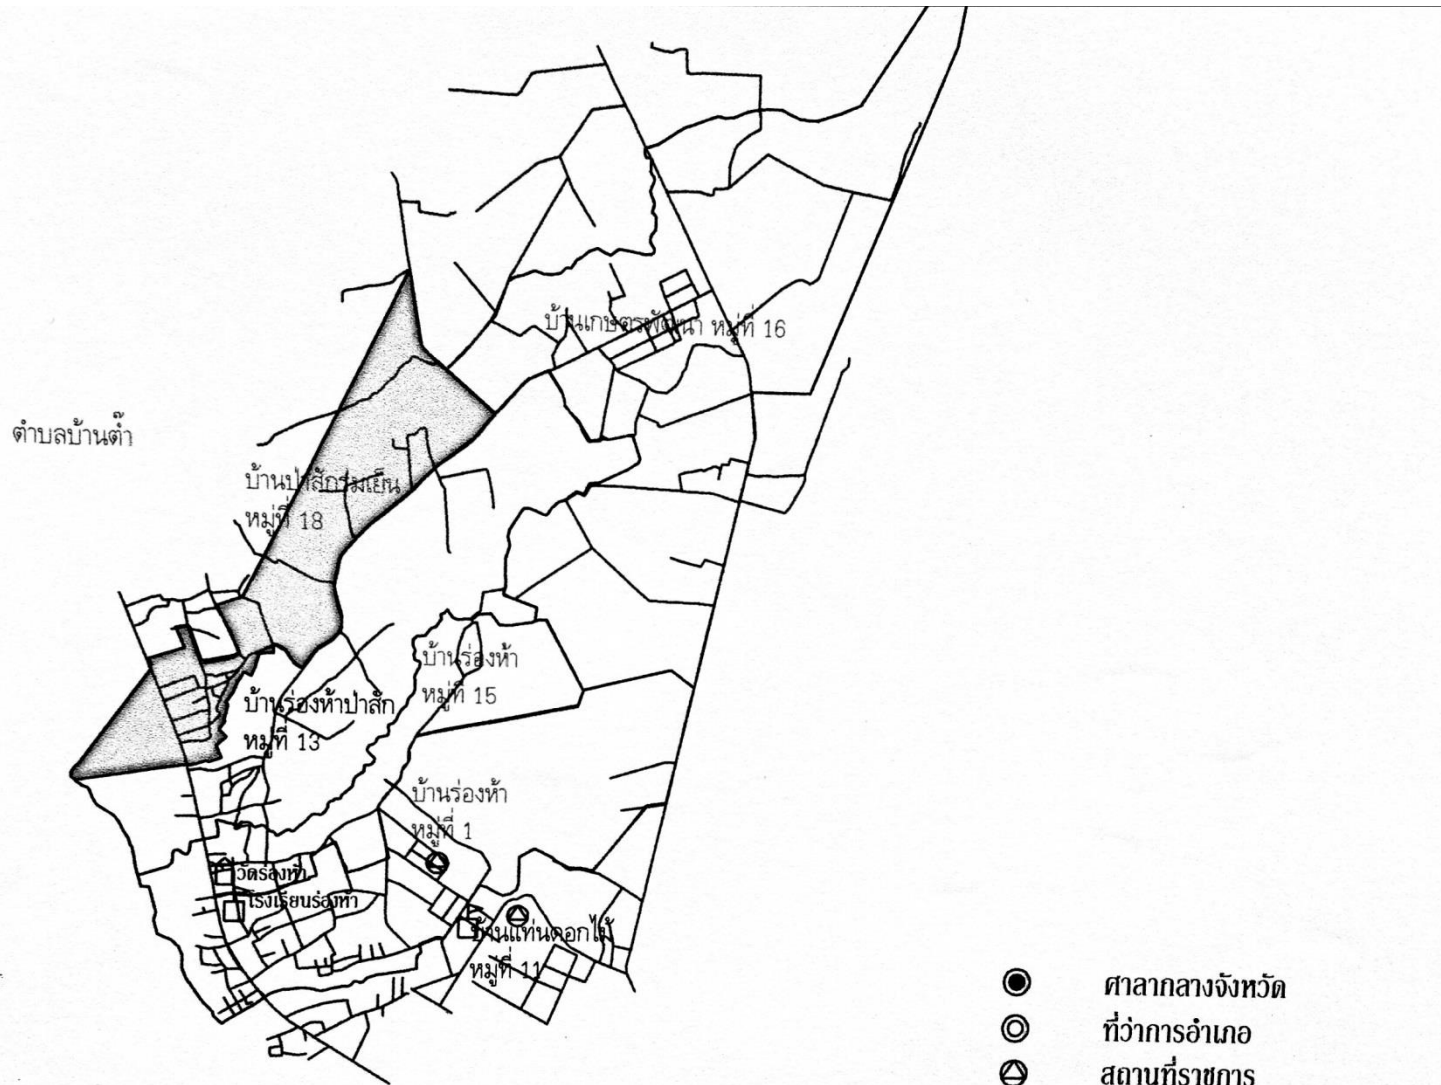 บ้านเกษตรพัฒนา หมู่ที่ 16
ตำบลบ้านต๊ำ
บ้านป่าสักร่มเย็น
หมู่ที่ 18
บ้านร่องห้า
หมู่ที่ 15
บ้านร่องห้าป่าสัก
หมู่ที่ 13
บ้านร่องห้า
หมู่ที่ 1
วัดร่องห้า
โรงเรียนร่องห้า
บ้านแท่นดอกไม้
หมู่ที่ 11
ศาลากลางจังหวัด
ที่ว่าการอำเภอ
สถานที่ราชการ